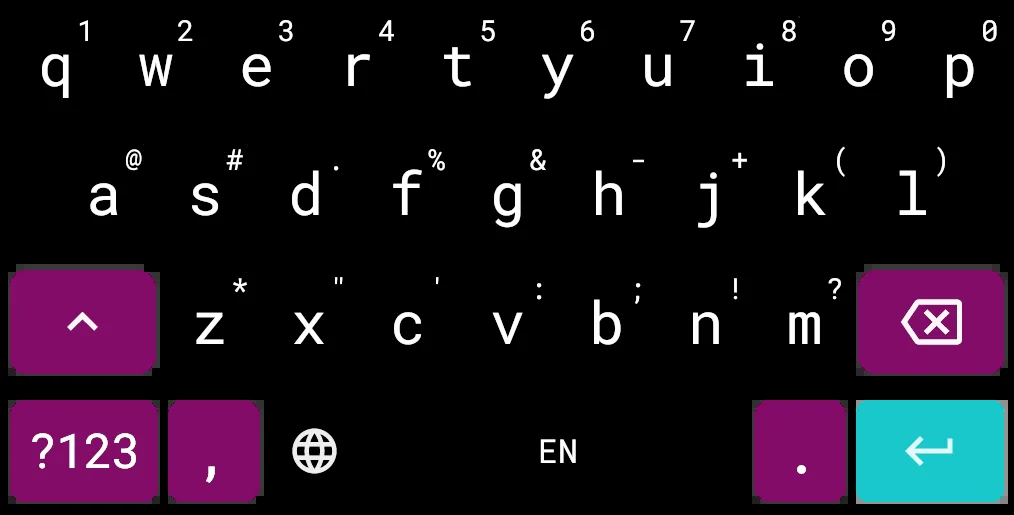 1 2 3 4 5 6 7 8 9 0
q w e r t y u i o p
@ # . % & - + ( )
a s d f g h j k l
* " ' : ; ! ?
z x c v b n m
?123 , EN .